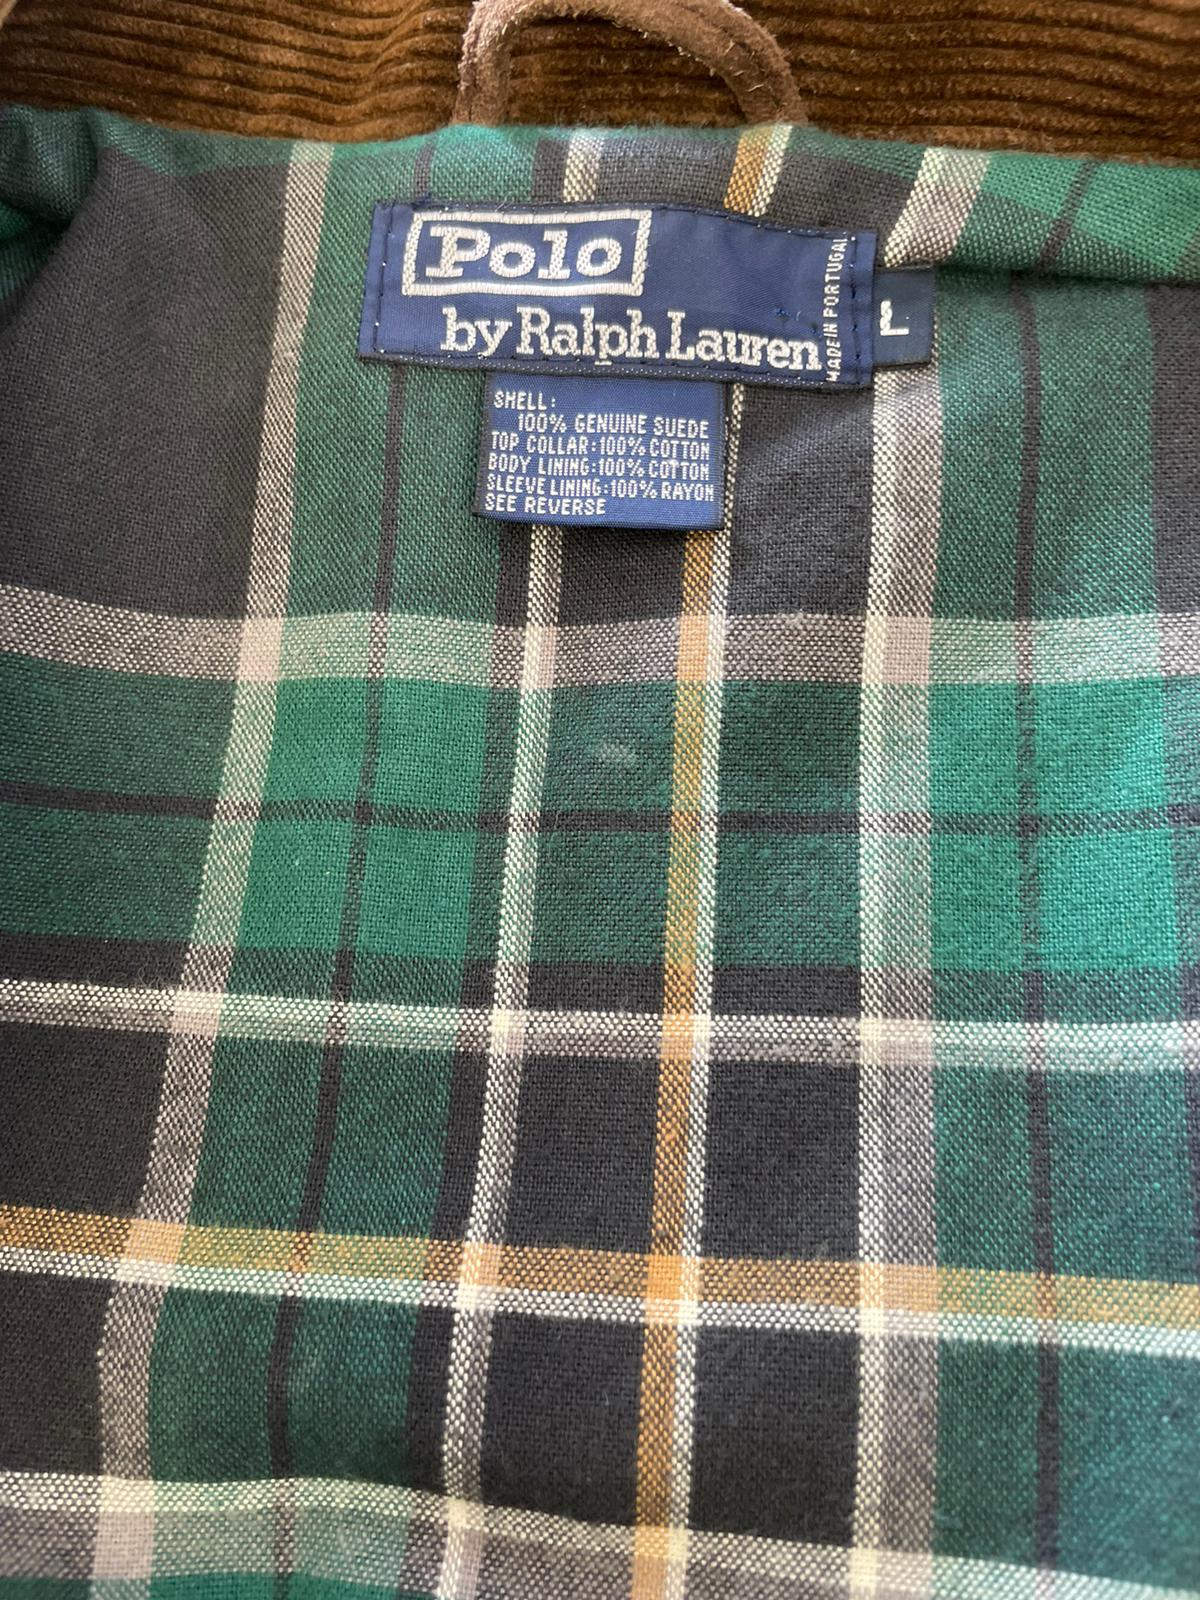 Polo
by Ralph Lauren
MADE IN PORTUGAL
L
SHELL:
100% GENUINE SUEDE
TOP COLLAR:100% COTTON
BODY LINING:100% COTTON
SLEEVE LINING:100% RAYON
SEE REVERSE